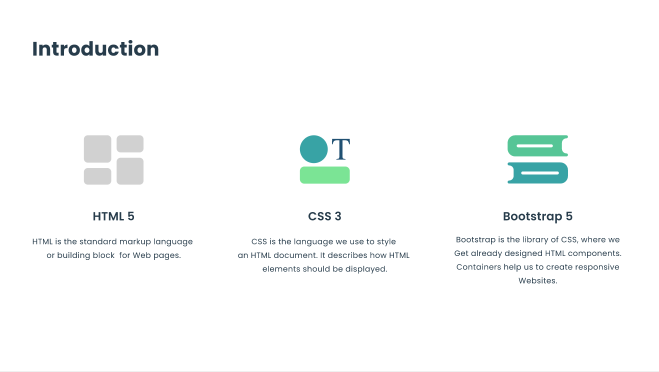 Introduction
T
HTML 5
HTML is the standard markup language
or building block for Web pages.
CSS 3
CSS is the language we use to style
an HTML document. It describes how HTML
elements should be displayed.
Bootstrap 5
Bootstrap is the library of CSS, where we
Get already designed HTML components.
Containers help us to create responsive
Websites.